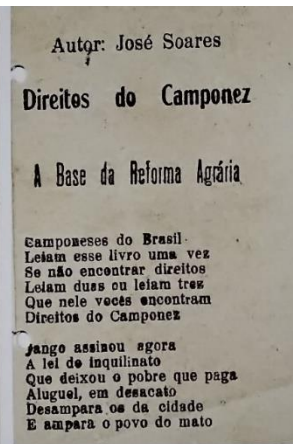 Autor: José Soares
Direitos do Camponez
A Base da Reforma Agrária
Camponeses do Brasil
Leiam esse livro uma vez
Se não encontrar direitos
Leiam duas ou leiam trez
Que nele vocês encontram
Direitos do Camponez
Jango assinou agora
A lei do inquilinato
Que deixou o pobre que paga
Aluguel, em desacato
Desampara os da cidade
E ampara o povo do mato